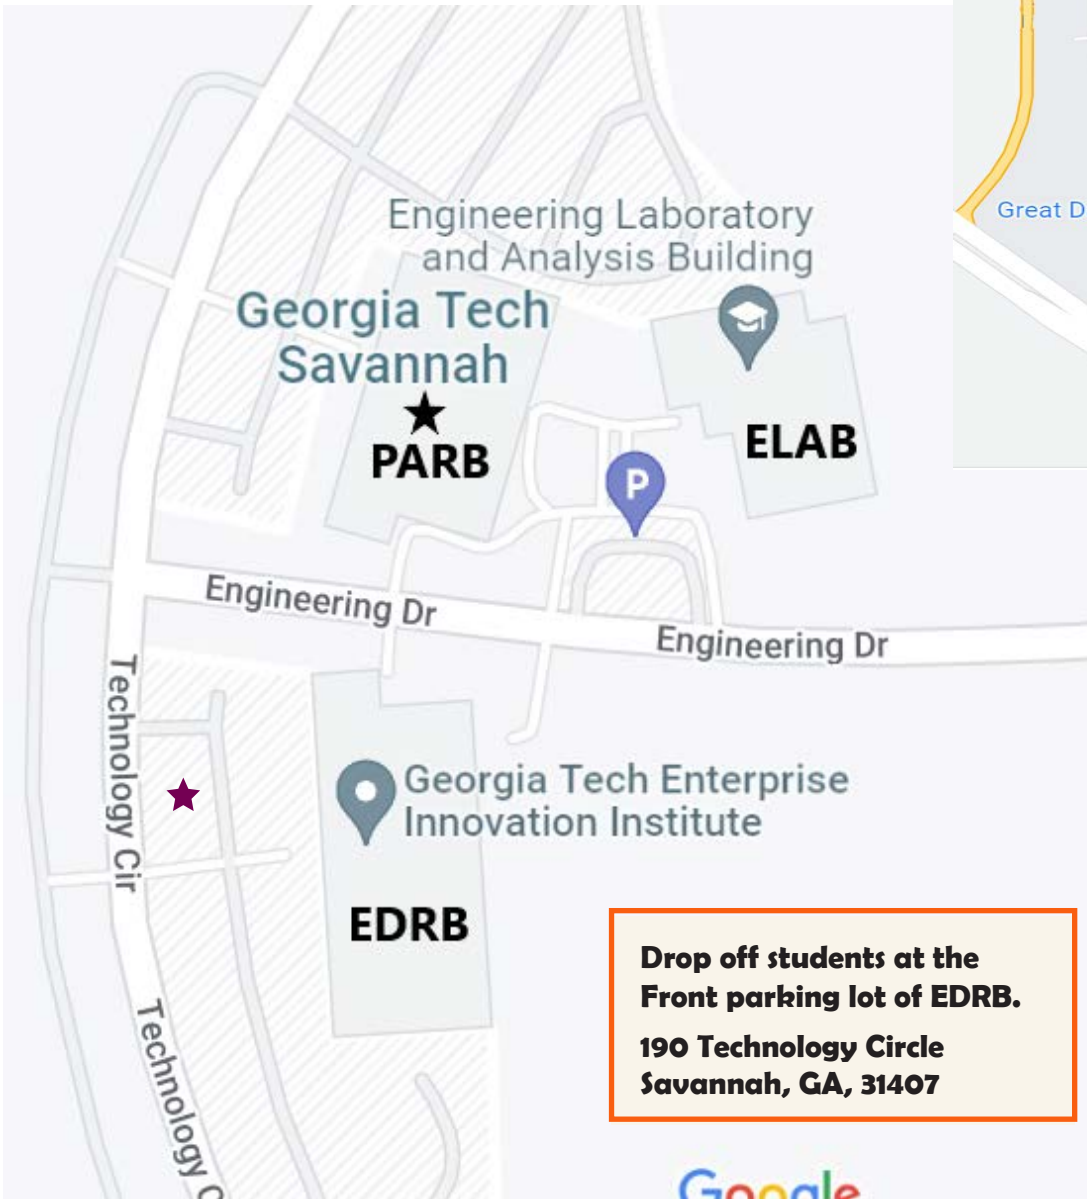 Great D
Engineering Laboratory
and Analysis Building
Georgia Tech
Savannah
PARB
ELAB
P
Engineering Dr
Engineering Dr
Technology Cir
Georgia Tech Enterprise
Innovation Institute
EDRB
Drop off students at the
Front parking lot of EDRB.
190 Technology Circle
Savannah, GA, 31407
Technology C
Google